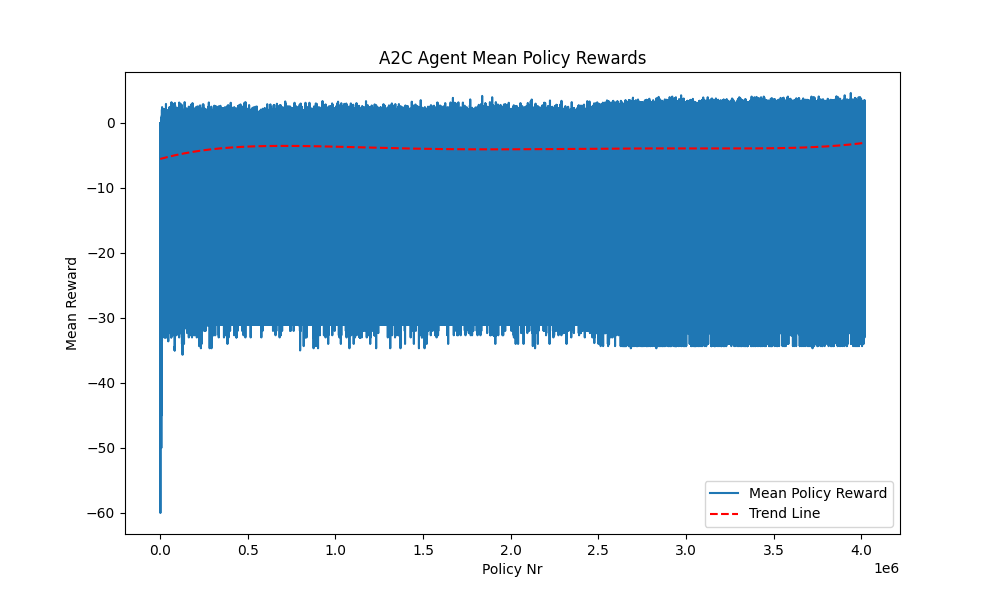 A2C Agent Mean Policy Rewards
Mean Reward
0
−10
−20
−30
−40
−50
−60
Mean Policy Reward
Trend Line
0.0 0.5 1.0 1.5 2.0 2.5 3.0 3.5 4.0
1e6
Policy Nr